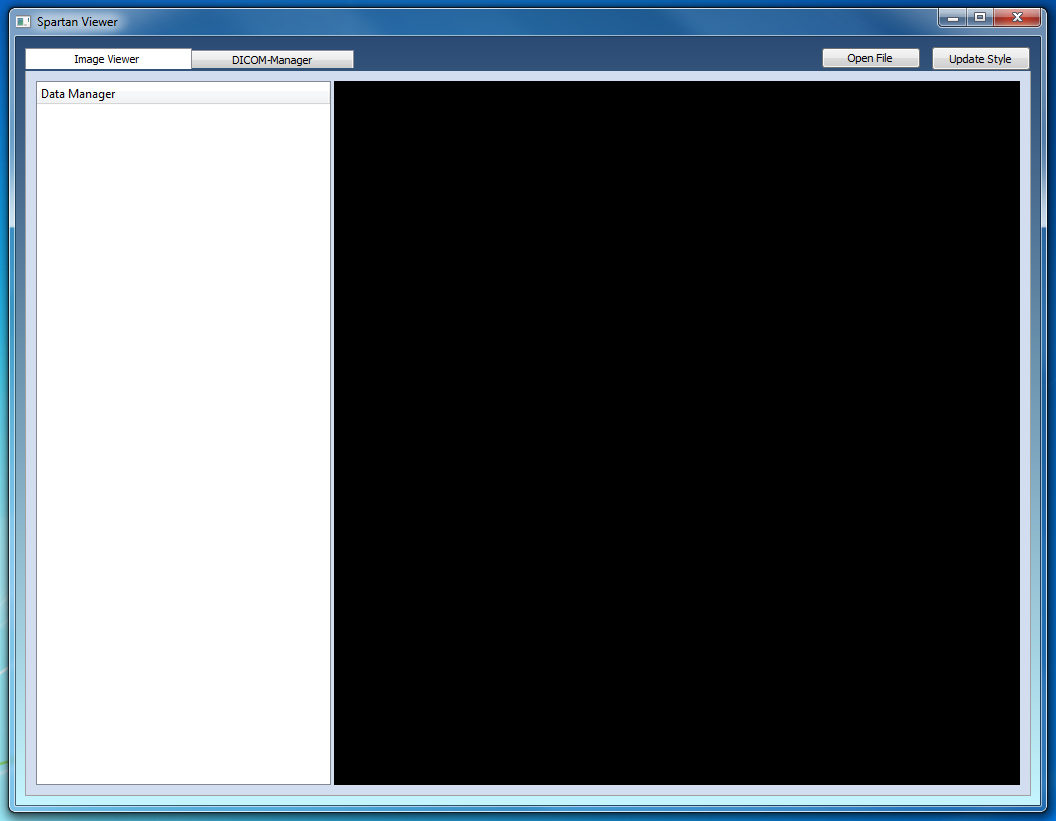 Spartan Viewer
Image Viewer
DICOM-Manager
Open File
Update Style
Data Manager